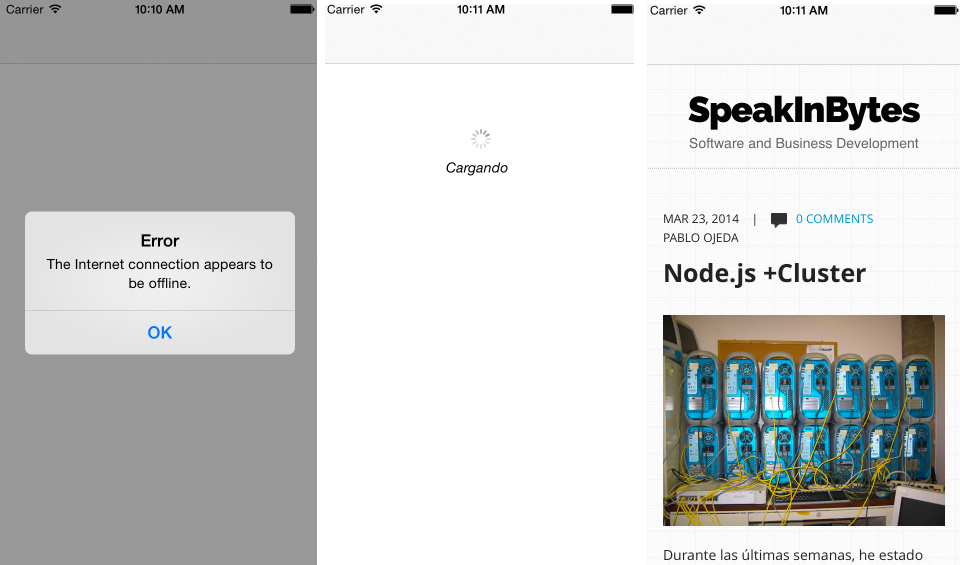 Carrier 10:10 AM
Error
The Internet connection appears to
be offline.
OK
Carrier 10:11 AM
Cargando
Carrier 10:11 AM
SpeakInBytes
Software and Business Development
MAR 23, 2014 | 0 COMMENTS
PABLO OJEDA
Node.js +Cluster
Durante las últimas semanas, he estado